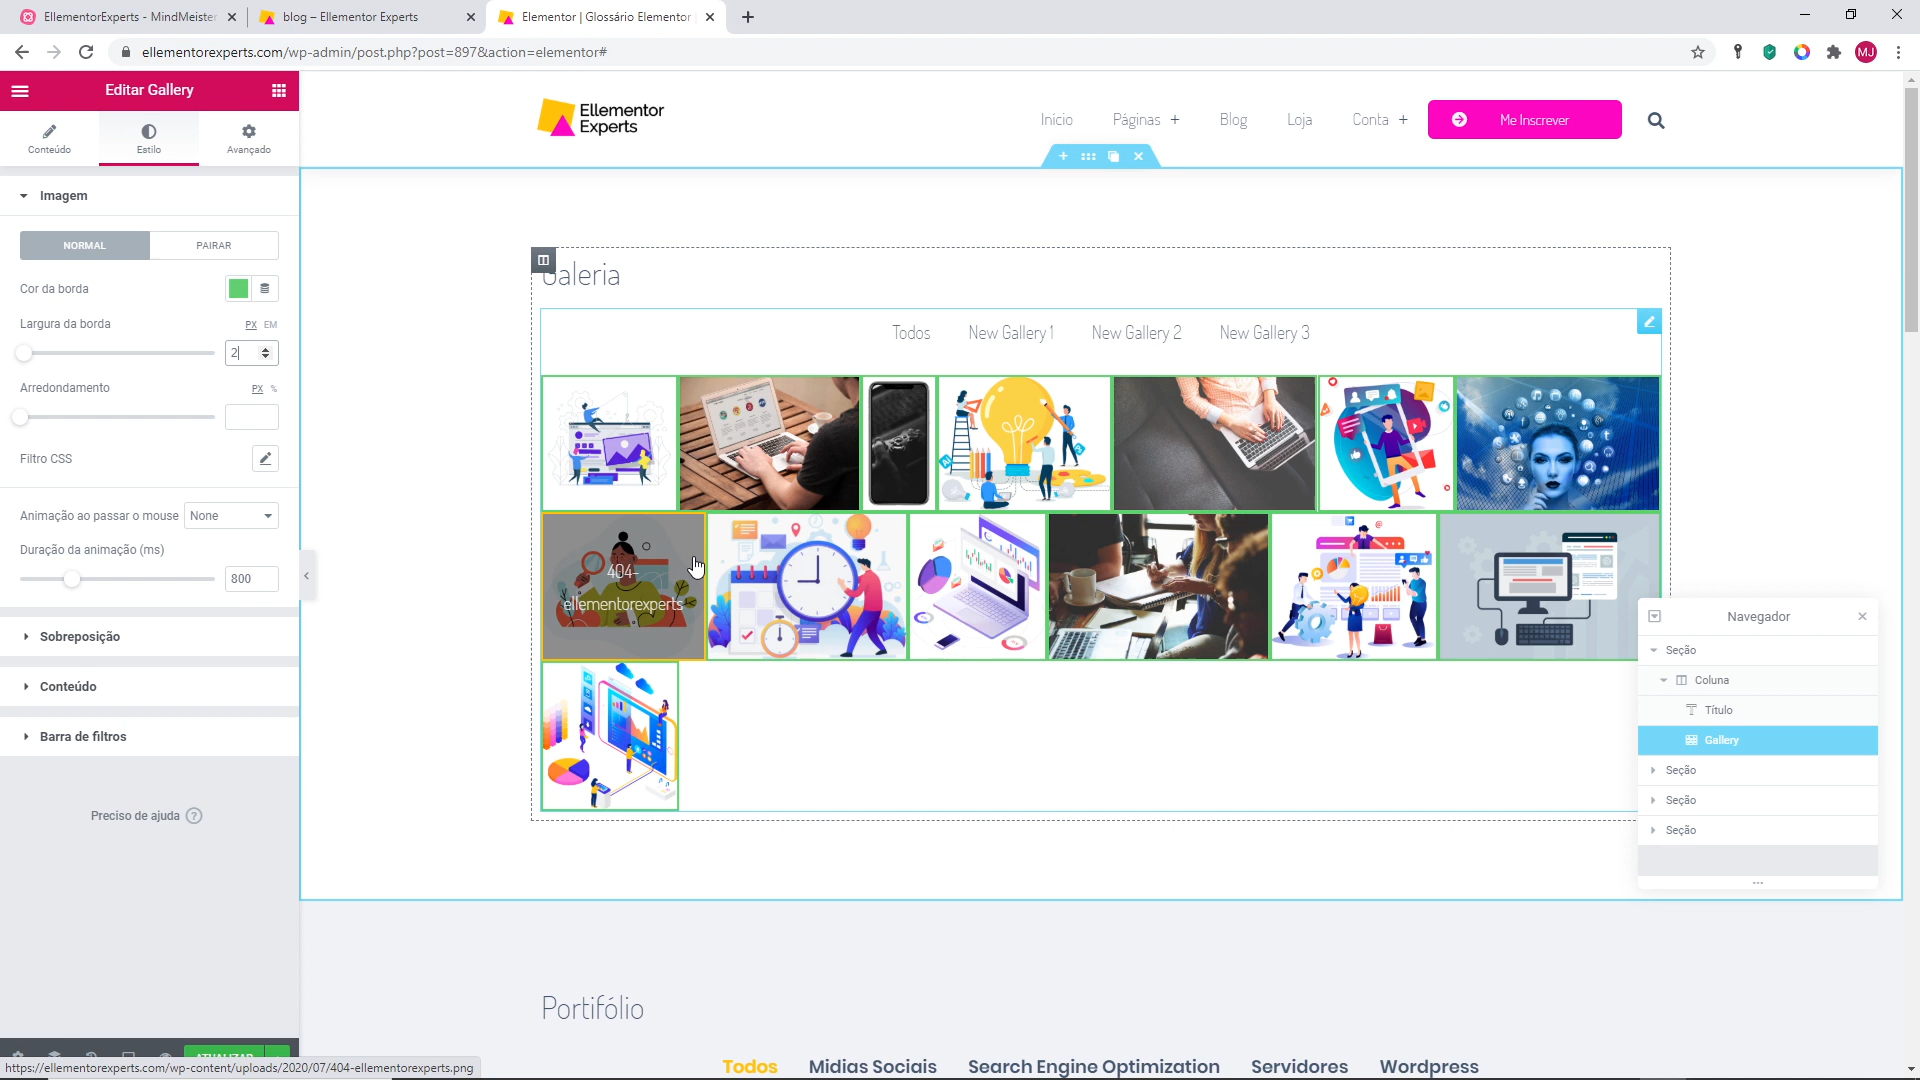 ElementorExperts - MindMeister
blog – Ellementor Experts
Elementor | Glossário Elementor
ellementorexperts.com/wp-admin/post.php?post=897&action=elementor#
MJ
Editar Gallery
Conteúdo
Estilo
Avançado
Imagem
NORMAL
PAIRAR
Cor da borda
Largura da borda
PX EM
2
Arredondamento
PX %
Filtro CSS
Animação ao passar o mouse
None
Duração da animação (ms)
800
Sobreposição
Conteúdo
Barra de filtros
Preciso de ajuda
?
ATUALIZAR
https://ellementorexperts.com/wp-content/uploads/2020/07/404-ellementorexperts.png
Ellementor
Experts
Início
Páginas +
Blog
Loja
Conta +
Me Inscrever
Galeria
Todos
New Gallery 1
New Gallery 2
New Gallery 3
404-
ellementorexperts
Navegador
Seção
Coluna
Título
Gallery
Seção
Seção
Seção
Portifólio
Todos
Midias Sociais
Search Engine Optimization
Servidores
Wordpress